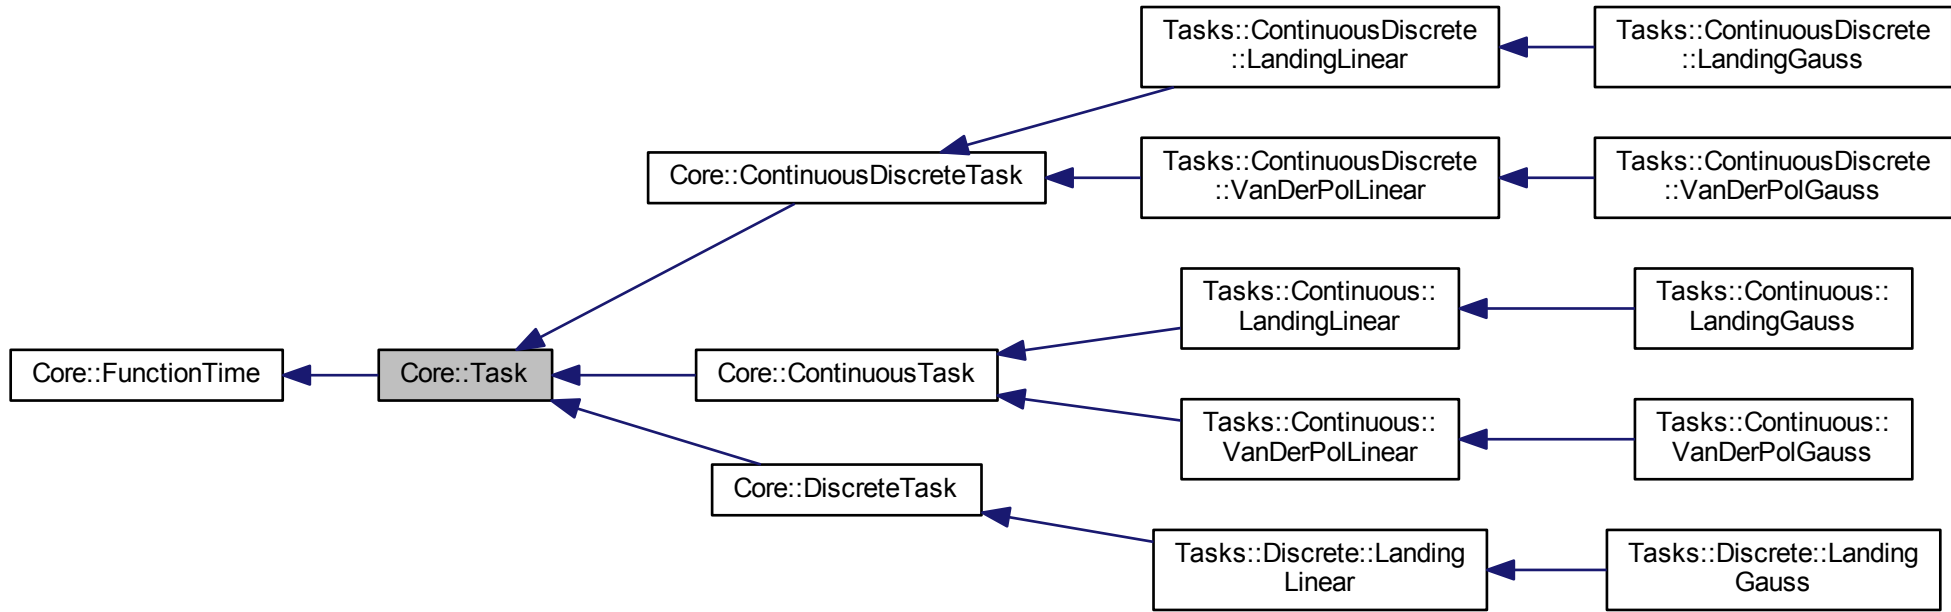 Tasks::ContinuousDiscrete
::LandingLinear
Tasks::ContinuousDiscrete
::LandingGauss
Core::ContinuousDiscreteTask
Tasks::ContinuousDiscrete
::VanDerPolLinear
Tasks::ContinuousDiscrete
::VanDerPolGauss
Tasks::Continuous::
LandingLinear
Tasks::Continuous::
LandingGauss
Core::FunctionTime
Core::Task
Core::ContinuousTask
Tasks::Continuous::
VanDerPolLinear
Tasks::Continuous::
VanDerPolGauss
Core::DiscreteTask
Tasks::Discrete::Landing
Linear
Tasks::Discrete::Landing
Gauss